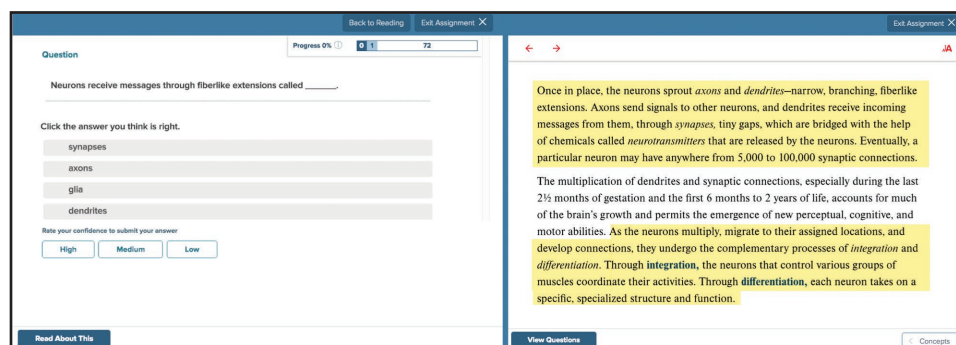 Back to Reading Exit Assignment X
Question
Progress 0% ⓘ 0 1 72
Neurons receive messages through fiberlike extensions called ______.
Click the answer you think is right.
synapses
axons
glia
dendrites
Rate your confidence to submit your answer
High Medium Low
Read About This
Exit Assignment X
← →
AA
Once in place, the neurons sprout axons and dendrites—narrow, branching, fiberlike
extensions. Axons send signals to other neurons, and dendrites receive incoming
messages from them, through synapses, tiny gaps, which are bridged with the help
of chemicals called neurotransmitters that are released by the neurons. Eventually, a
particular neuron may have anywhere from 5,000 to 100,000 synaptic connections.
The multiplication of dendrites and synaptic connections, especially during the last
2½ months of gestation and the first 6 months to 2 years of life, accounts for much
of the brain's growth and permits the emergence of new perceptual, cognitive, and
motor abilities. As the neurons multiply, migrate to their assigned locations, and
develop connections, they undergo the complementary processes of integration and
differentiation. Through integration, the neurons that control various groups of
muscles coordinate their activities. Through differentiation, each neuron takes on a
specific, specialized structure and function.
View Questions
< Concepts